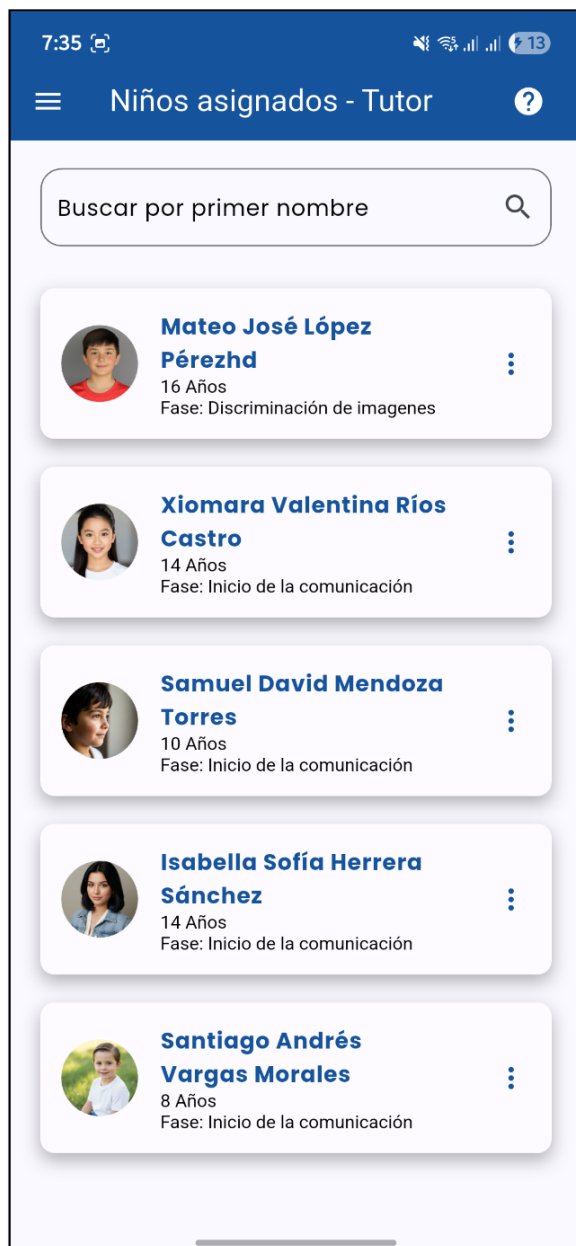 7:35
13
Niños asignados - Tutor
Buscar por primer nombre
Mateo José López
Pérezhd
16 Años
Fase: Discriminación de imagenes
Xiomara Valentina Ríos
Castro
14 Años
Fase: Inicio de la comunicación
Samuel David Mendoza
Torres
10 Años
Fase: Inicio de la comunicación
Isabella Sofía Herrera
Sánchez
14 Años
Fase: Inicio de la comunicación
Santiago Andrés
Vargas Morales
8 Años
Fase: Inicio de la comunicación